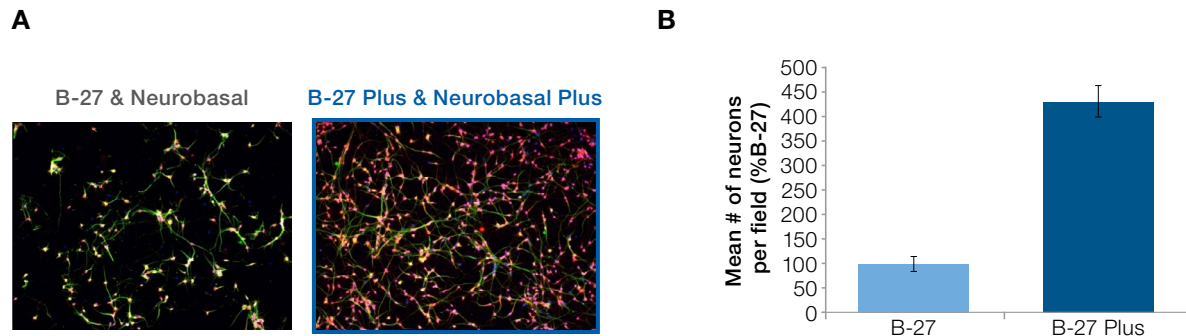 A
B
B-27 & Neurobasal
B-27 Plus & Neurobasal Plus
Mean # of neurons
per field (%B-27)
500
450
400
350
300
250
200
150
100
50
0
B-27
B-27 Plus